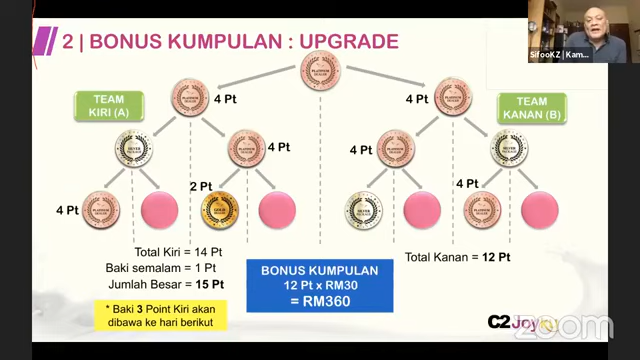 2 | BONUS KUMPULAN : UPGRADE
SifooKZ | Kam...
TEAM
KIRI (A)
4 Pt
4 Pt
TEAM
KANAN (B)
4 Pt
4 Pt
4 Pt
2 Pt
4 Pt
Total Kiri = 14 Pt
Baki semalam = 1 Pt
Jumlah Besar = 15 Pt
* Baki 3 Point Kiri akan
dibawa ke hari berikut
BONUS KUMPULAN
12 Pt x RM30
= RM360
Total Kanan = 12 Pt
zoom